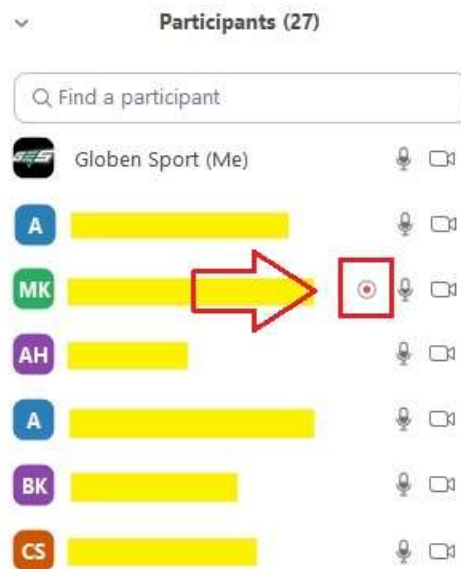 Participants (27)
Find a participant
Globen Sport (Me)
A
MK
AH
A
BK
CS